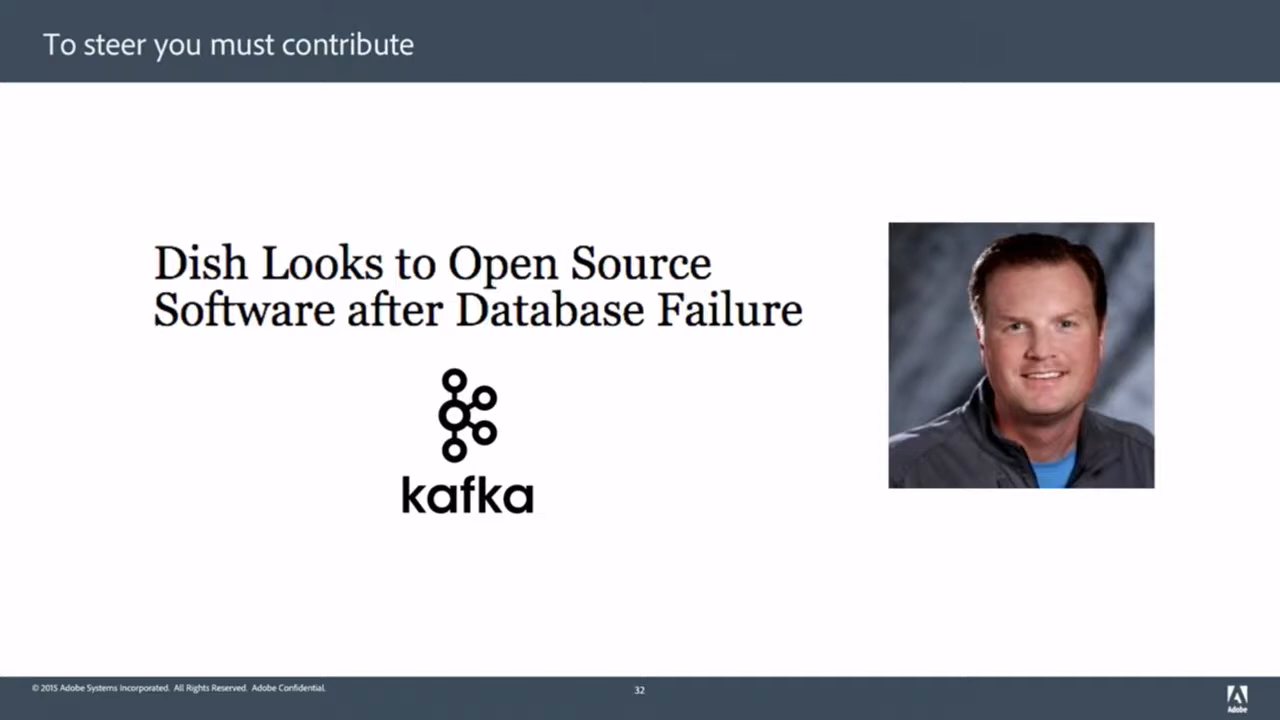 To steer you must contribute
Dish Looks to Open Source
Software after Database Failure
kafka
© 2015 Adobe Systems Incorporated. All Rights Reserved. Adobe Confidential.
32
Adobe